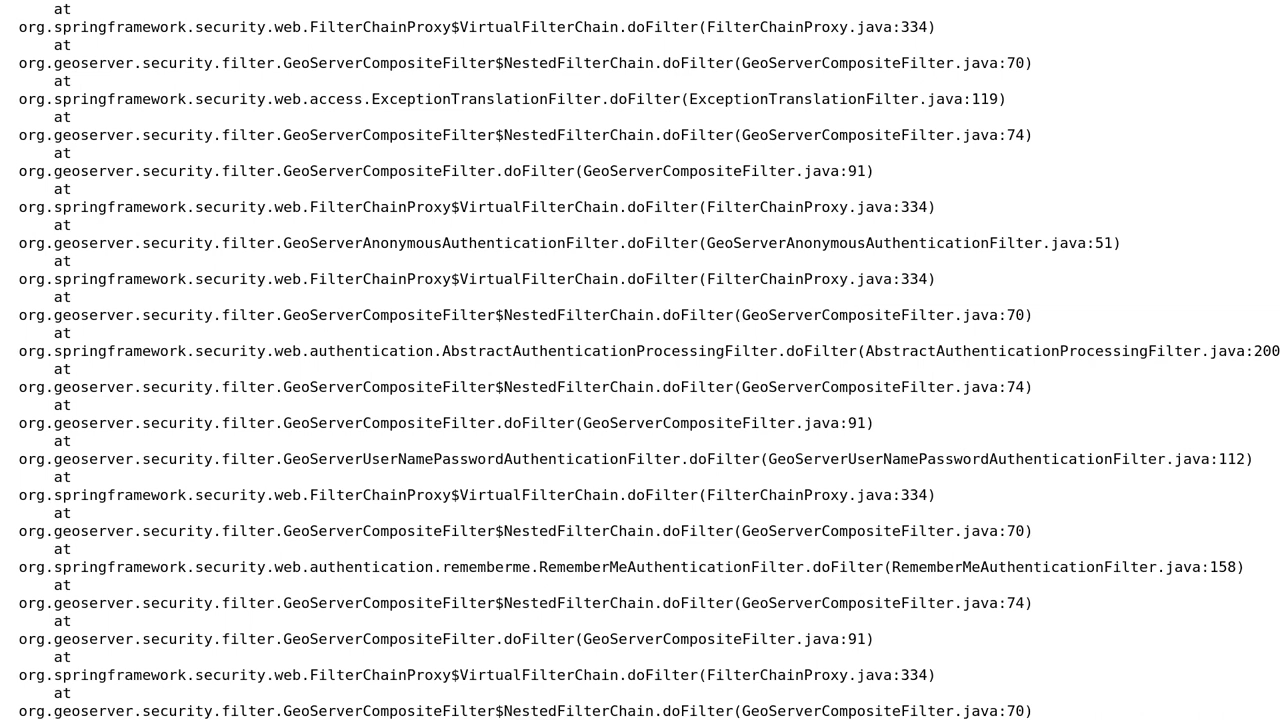 at
org.springframework.security.web.FilterChainProxy$VirtualFilterChain.doFilter(FilterChainProxy.java:334)
at
org.geoserver.security.filter.GeoServerCompositeFilter$NestedFilterChain.doFilter(GeoServerCompositeFilter.java:70)
at
org.springframework.security.web.access.ExceptionTranslationFilter.doFilter(ExceptionTranslationFilter.java:119)
at
org.geoserver.security.filter.GeoServerCompositeFilter$NestedFilterChain.doFilter(GeoServerCompositeFilter.java:74)
at
org.geoserver.security.filter.GeoServerCompositeFilter.doFilter(GeoServerCompositeFilter.java:91)
at
org.springframework.security.web.FilterChainProxy$VirtualFilterChain.doFilter(FilterChainProxy.java:334)
at
org.geoserver.security.filter.GeoServerAnonymousAuthenticationFilter.doFilter(GeoServerAnonymousAuthenticationFilter.java:51)
at
org.springframework.security.web.FilterChainProxy$VirtualFilterChain.doFilter(FilterChainProxy.java:334)
at
org.geoserver.security.filter.GeoServerCompositeFilter$NestedFilterChain.doFilter(GeoServerCompositeFilter.java:70)
at
org.springframework.security.web.authentication.AbstractAuthenticationProcessingFilter.doFilter(AbstractAuthenticationProcessingFilter.java:200
at
org.geoserver.security.filter.GeoServerCompositeFilter$NestedFilterChain.doFilter(GeoServerCompositeFilter.java:74)
at
org.geoserver.security.filter.GeoServerCompositeFilter.doFilter(GeoServerCompositeFilter.java:91)
at
org.geoserver.security.filter.GeoServerUserNamePasswordAuthenticationFilter.doFilter(GeoServerUserNamePasswordAuthenticationFilter.java:112)
at
org.springframework.security.web.FilterChainProxy$VirtualFilterChain.doFilter(FilterChainProxy.java:334)
at
org.geoserver.security.filter.GeoServerCompositeFilter$NestedFilterChain.doFilter(GeoServerCompositeFilter.java:70)
at
org.springframework.security.web.authentication.rememberme.RememberMeAuthenticationFilter.doFilter(RememberMeAuthenticationFilter.java:158)
at
org.geoserver.security.filter.GeoServerCompositeFilter$NestedFilterChain.doFilter(GeoServerCompositeFilter.java:74)
at
org.geoserver.security.filter.GeoServerCompositeFilter.doFilter(GeoServerCompositeFilter.java:91)
at
org.springframework.security.web.FilterChainProxy$VirtualFilterChain.doFilter(FilterChainProxy.java:334)
at
org.geoserver.security.filter.GeoServerCompositeFilter$NestedFilterChain.doFilter(GeoServerCompositeFilter.java:70)